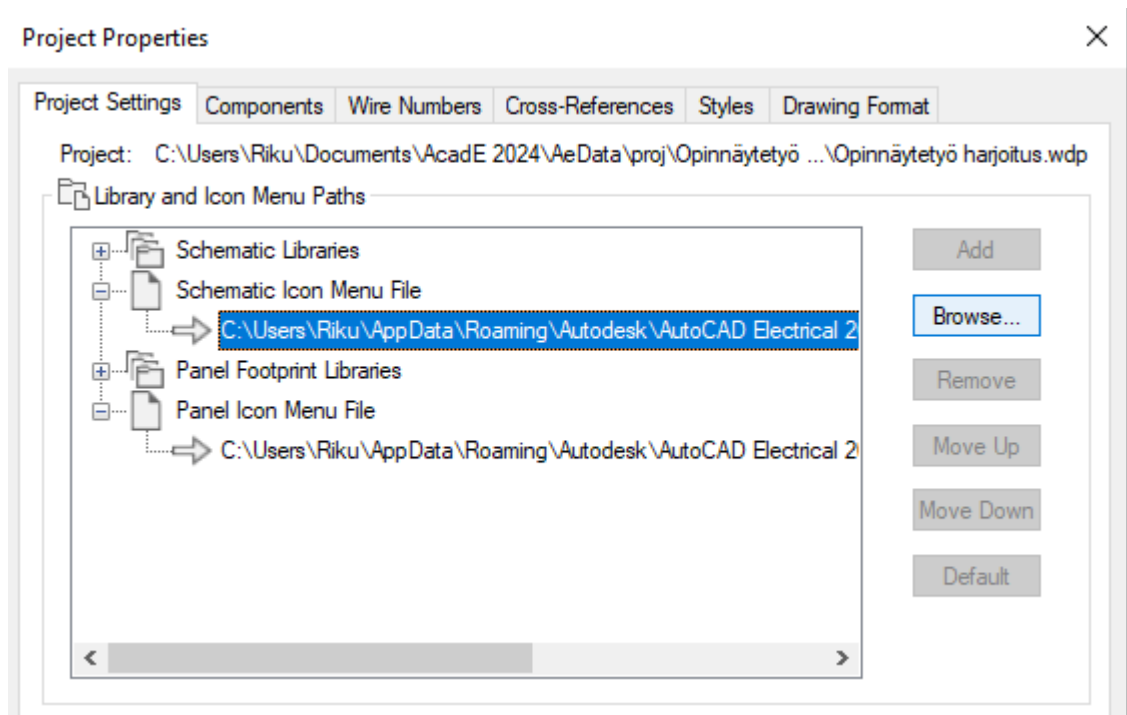 Project Properties
Project Settings Components Wire Numbers Cross-References Styles Drawing Format
Project: C:\Users\Riku\Documents\AcadE 2024\AeData\proj\Opinnäytetyö ...\Opinnäytetyö harjoitus.wdp
Library and Icon Menu Paths
Schematic Libraries
Schematic Icon Menu File
C:\Users\Riku\AppData\Roaming\Autodesk\AutoCAD Electrical 2
Panel Footprint Libraries
Panel Icon Menu File
C:\Users\Riku\AppData\Roaming\Autodesk\AutoCAD Electrical 2
Add
Browse...
Remove
Move Up
Move Down
Default